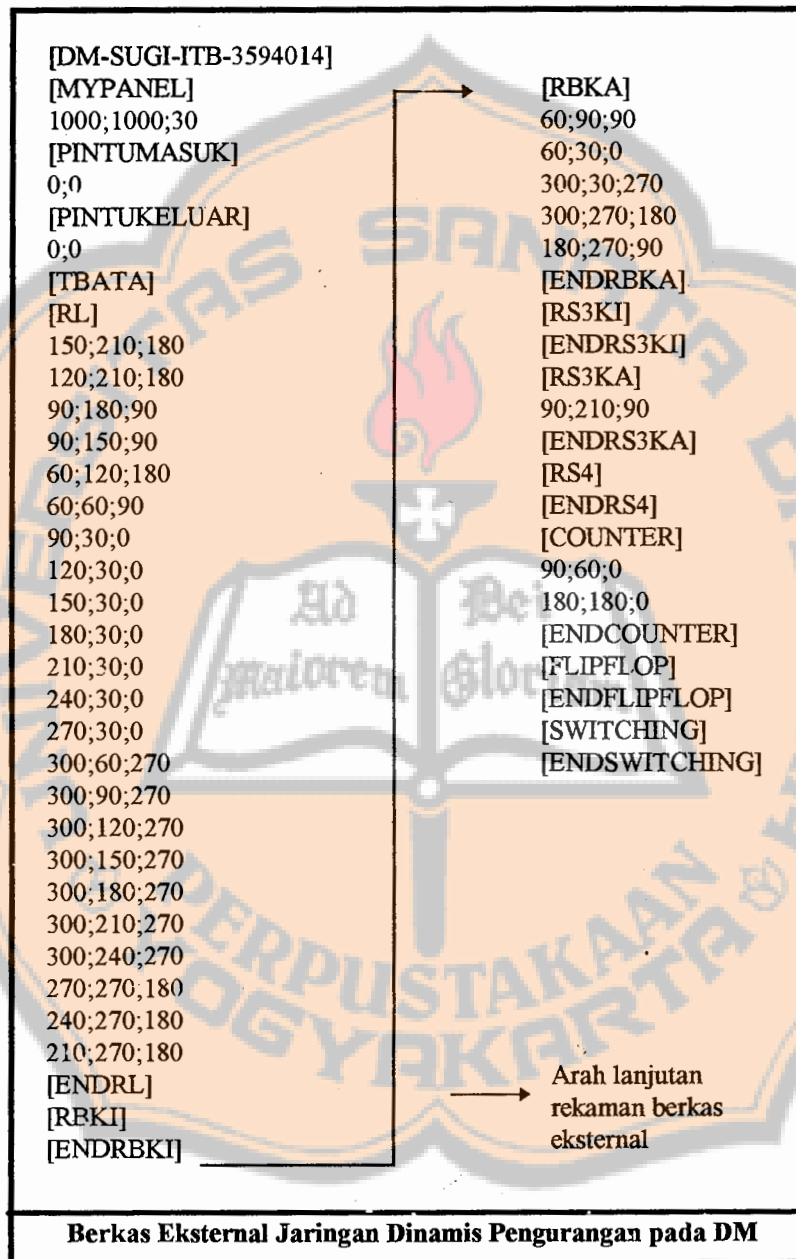 [DM-SUGI-ITB-3594014]
[MYPANEL]
1000;1000;30
[PINTUMASUK]
0;0
[PINTUKELUAR]
0;0
[TBATA]
[RL]
150;210;180
120;210;180
90;180;90
90;150;90
60;120;180
60;60;90
90;30;0
120;30;0
150;30;0
180;30;0
210;30;0
240;30;0
270;30;0
300;60;270
300;90;270
300;120;270
300;150;270
300;180;270
300;210;270
300;240;270
270;270;180
240;270;180
210;270;180
[ENDRL]
[RBKI]
[ENDRBKI]
[RBKA]
60;90;90
60;30;0
300;30;270
300;270;180
180;270;90
[ENDRBKA]
[RS3KI]
[ENDRS3KI]
[RS3KA]
90;210;90
[ENDRS3KA]
[RS4]
[ENDRS4]
[COUNTER]
90;60;0
180;180;0
[ENDCOUNTER]
[FLIPFLOP]
[ENDFLIPFLOP]
[SWITCHING]
[ENDSWITCHING]
Arah lanjutan
rekaman berkas
eksternal
Berkas Eksternal Jaringan Dinamis Pengurangan pada DM
SANATA
Ad Dei
Maiorem Gloriam
PERPUSTAKAAN
YOGYAKARTA